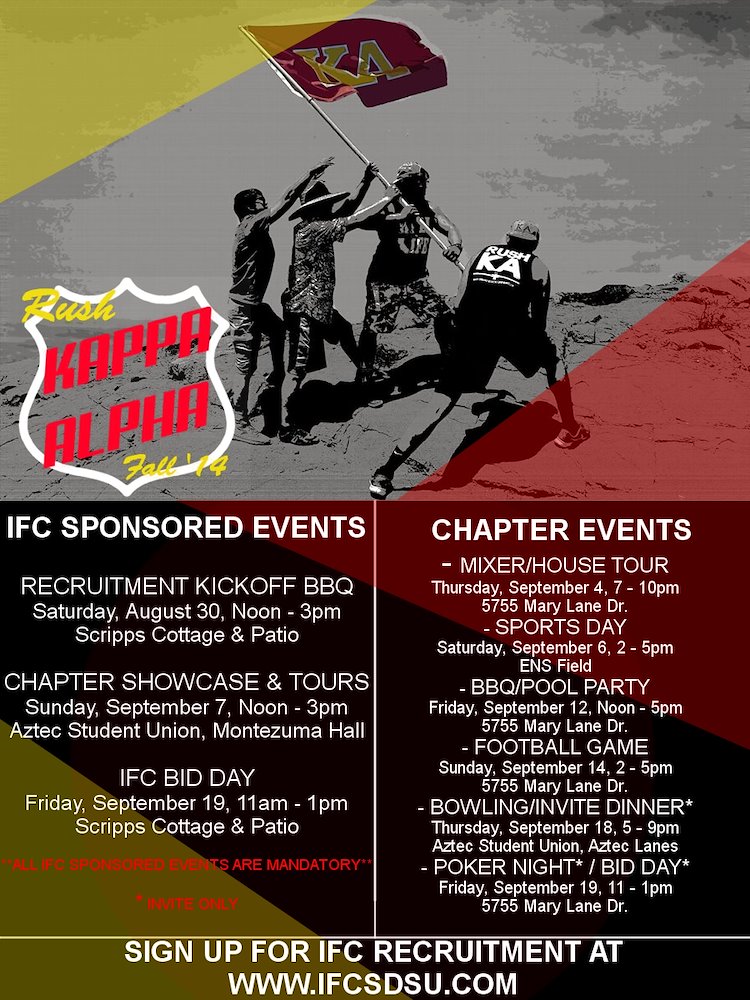 KA
RUSH
KA
Rush
KAPPA
ALPHA
Fall '14
IFC SPONSORED EVENTS
RECRUITMENT KICKOFF BBQ
Saturday, August 30, Noon - 3pm
Scripps Cottage & Patio
CHAPTER SHOWCASE & TOURS
Sunday, September 7, Noon - 3pm
Aztec Student Union, Montezuma Hall
IFC BID DAY
Friday, September 19, 11am - 1pm
Scripps Cottage & Patio
**ALL IFC SPONSORED EVENTS ARE MANDATORY**
* INVITE ONLY
CHAPTER EVENTS
- MIXER/HOUSE TOUR
Thursday, September 4, 7 - 10pm
5755 Mary Lane Dr.
- SPORTS DAY
Saturday, September 6, 2 - 5pm
ENS Field
- BBQ/POOL PARTY
Friday, September 12, Noon - 5pm
5755 Mary Lane Dr.
- FOOTBALL GAME
Sunday, September 14, 2 - 5pm
5755 Mary Lane Dr.
- BOWLING/INVITE DINNER*
Thursday, September 18, 5 - 9pm
Aztec Student Union, Aztec Lanes
- POKER NIGHT* / BID DAY*
Friday, September 19, 11 - 1pm
5755 Mary Lane Dr.
SIGN UP FOR IFC RECRUITMENT AT
WWW.IFCSDSU.COM